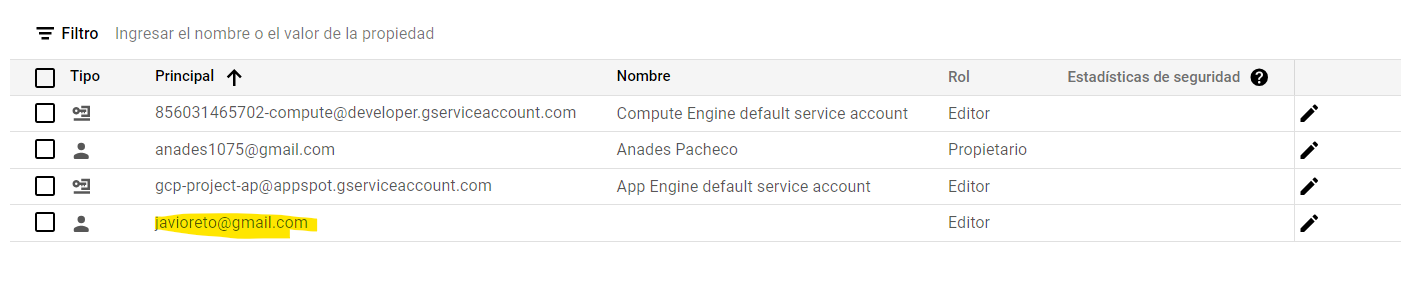 Filtro Ingresar el nombre o el valor de la propiedad
Tipo Principal Nombre Rol Estadísticas de seguridad ?
856031465702-compute@developer.gserviceaccount.com Compute Engine default service account Editor
anades1075@gmail.com Anades Pacheco Propietario
gcp-project-ap@appspot.gserviceaccount.com App Engine default service account Editor
javioreto@gmail.com Editor